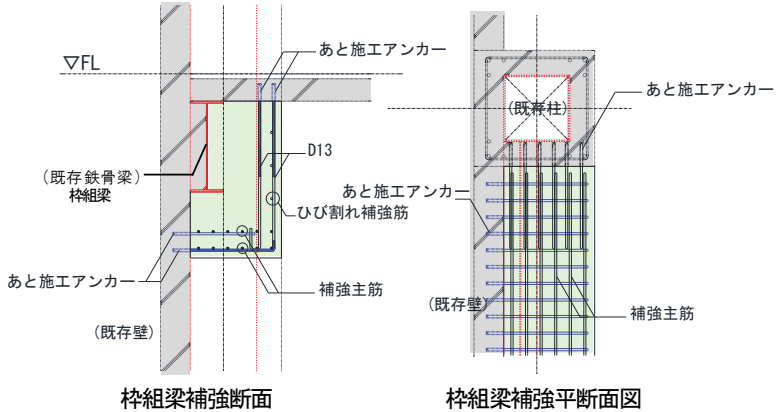 あと施工アンカー
▽FL
D13
(既存鉄骨梁)
枠組梁
ひび割れ補強筋
あと施工アンカー
補強主筋
(既存壁)
枠組梁補強断面
(既存柱)
あと施工アンカー
あと施工アンカー
(既存壁)
補強主筋
枠組梁補強平断面図